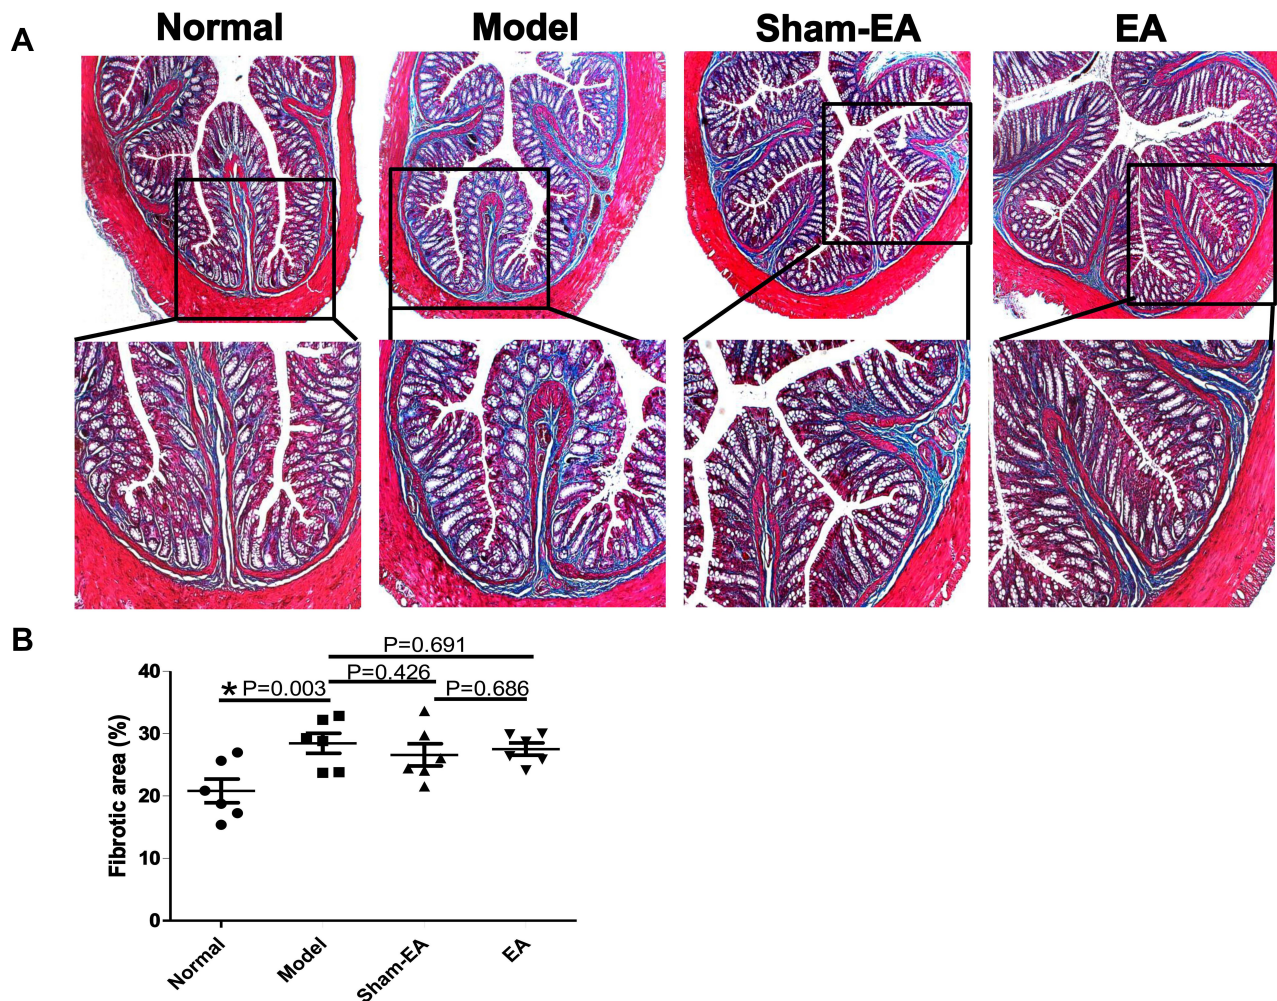 A
Normal
Model
Sham-EA
EA
B
P=0.691
P=0.426
* P=0.003
P=0.686
Fibrotic area (%)
40
30
20
10
0
Normal
Model
Sham-EA
EA